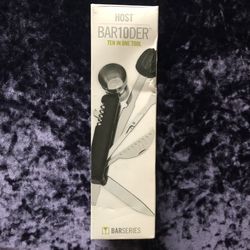 HOST
BAR10DER
TEN IN ONE TOOL
BARSERIES